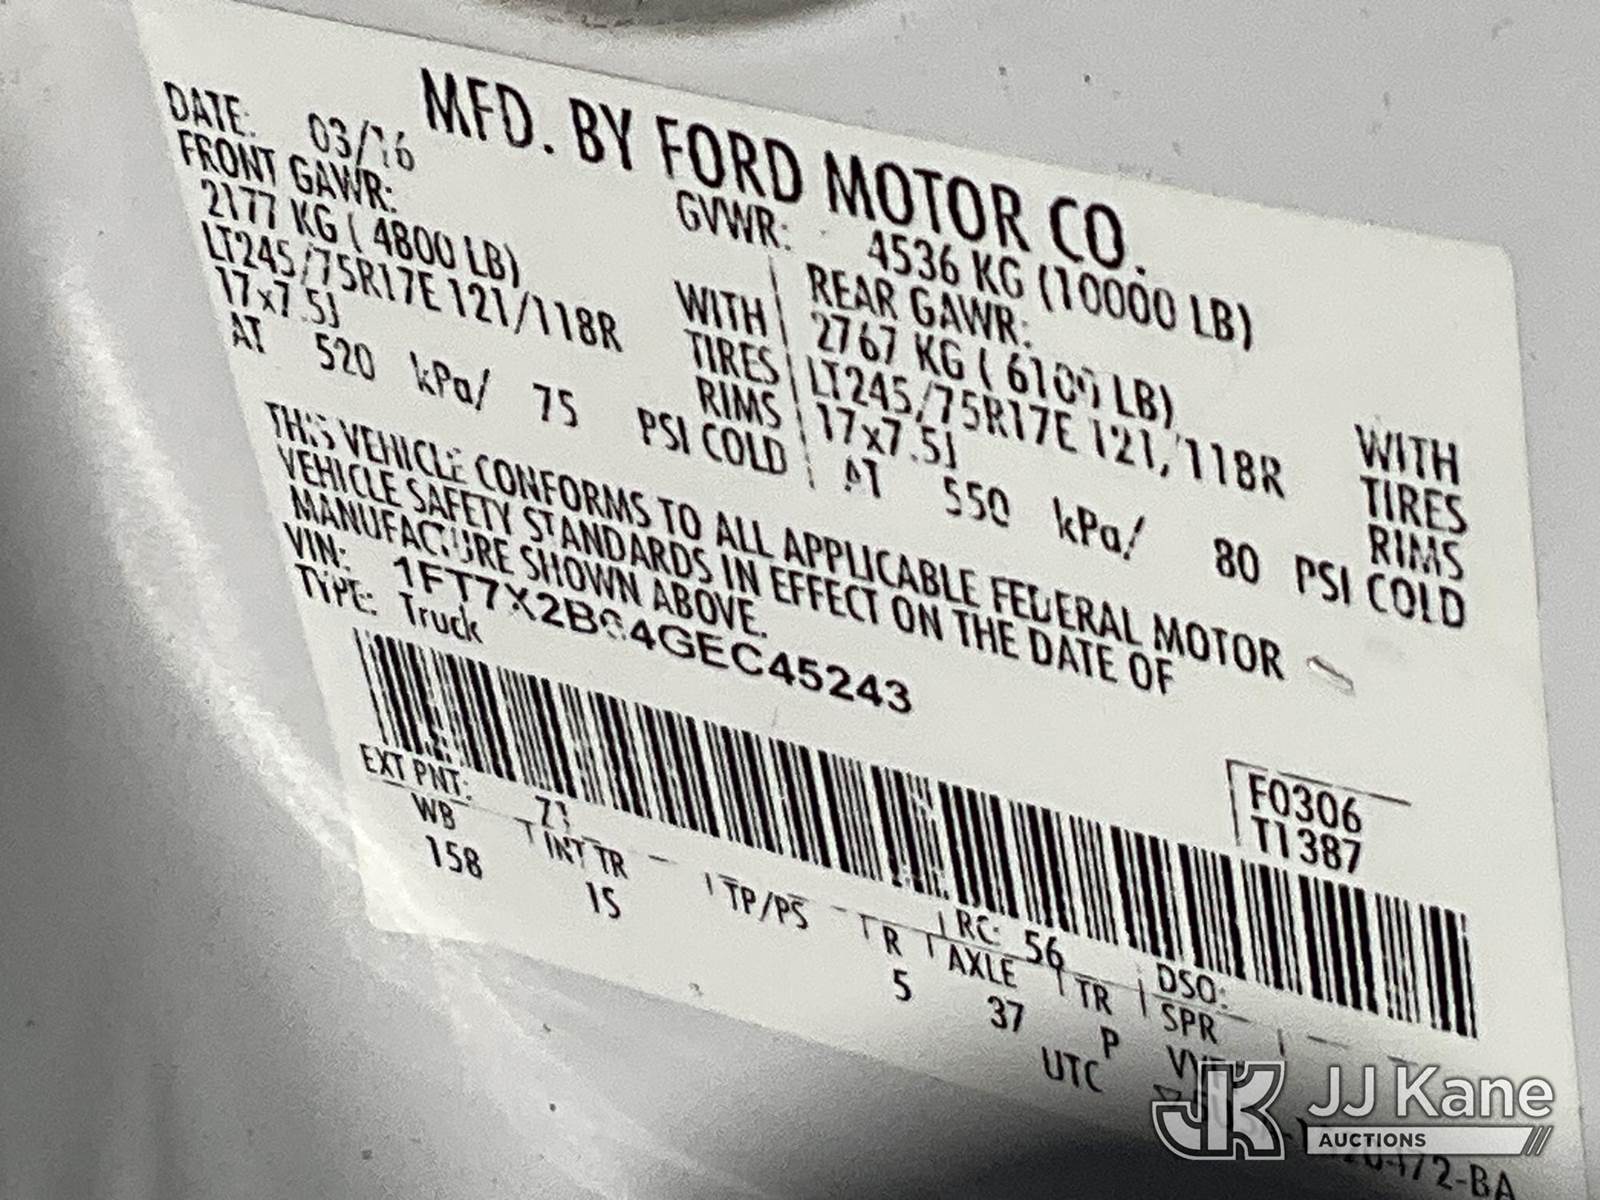 MFD. BY FORD MOTOR CO.
DATE: 03/16
GVWR: 4536 KG (10000 LB)
FRONT GAWR:
2177 KG ( 4800 LB) WITH
LT245/75R17E 121/118R TIRES
17x7.5J RIMS
AT 520 kPa/ 75 PSI COLD
REAR GAWR:
2767 KG ( 6100 LB) WITH
LT245/75R17E 121/118R TIRES
17x7.5J RIMS
AT 550 kPa/ 80 PSI COLD
THIS VEHICLE CONFORMS TO ALL APPLICABLE FEDERAL MOTOR
VEHICLE SAFETY STANDARDS IN EFFECT ON THE DATE OF
MANUFACTURE SHOWN ABOVE.
VIN:
TYPE: Truck
F0306
T1387
EXT PNT: RC: 56 DSO:
WB INT TR TP/PS R AXLE TR SPR
158 1S 5 37 P
UTC
JK JJ Kane
AUCTIONS